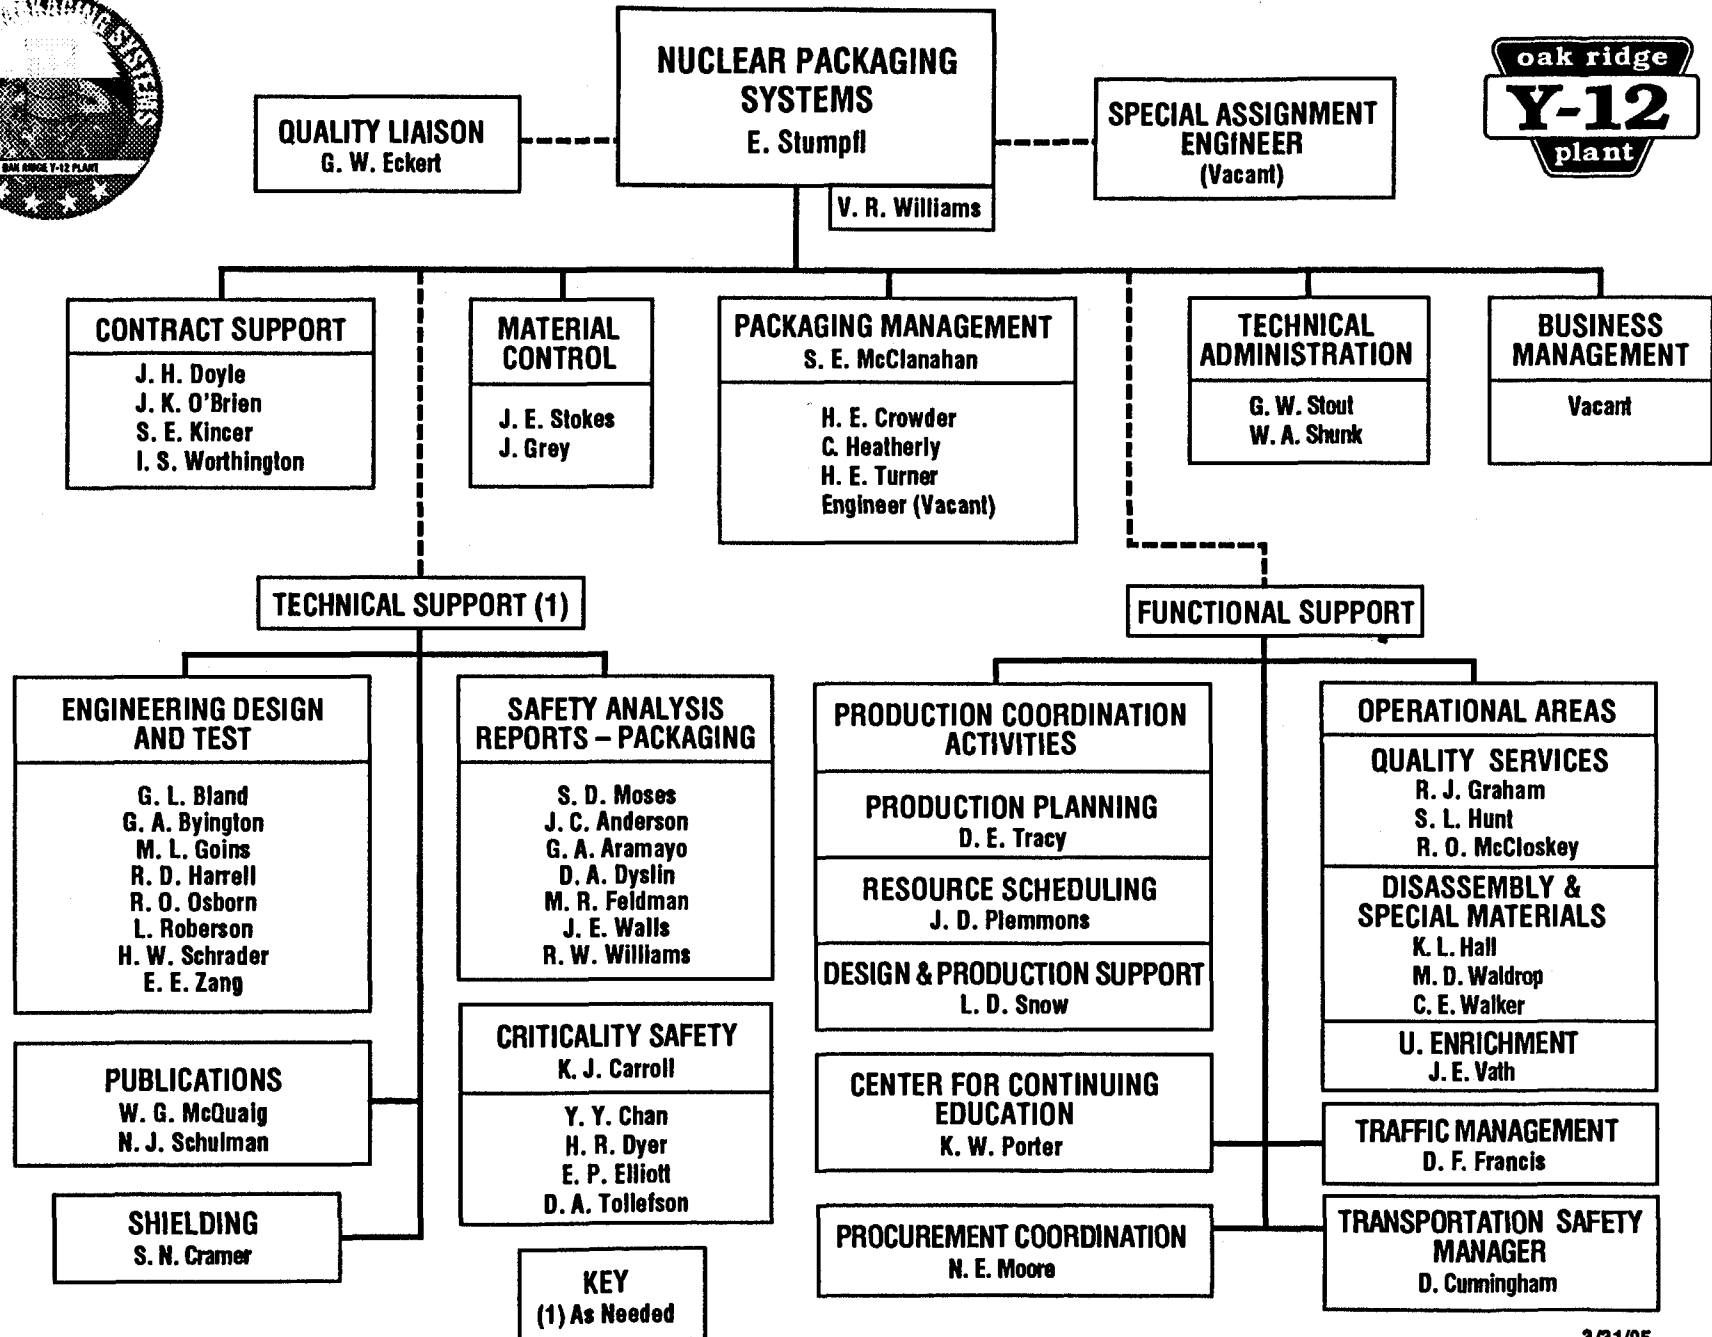 PACKAGING SYSTEMS
OAK RIDGE Y-12 PLANT
NUCLEAR PACKAGING
SYSTEMS
E. Stumpfl
V. R. Williams
QUALITY LIAISON
G. W. Eckert
SPECIAL ASSIGNMENT
ENGINEER
(Vacant)
oak ridge
Y-12
plant
CONTRACT SUPPORT
J. H. Doyle
J. K. O'Brien
S. E. Kincer
I. S. Worthington
MATERIAL
CONTROL
J. E. Stokes
J. Grey
PACKAGING MANAGEMENT
S. E. McClanahan
H. E. Crowder
C. Heatherly
H. E. Turner
Engineer (Vacant)
TECHNICAL
ADMINISTRATION
G. W. Stout
W. A. Shunk
BUSINESS
MANAGEMENT
Vacant
TECHNICAL SUPPORT (1)
FUNCTIONAL SUPPORT
ENGINEERING DESIGN
AND TEST
G. L. Bland
G. A. Byington
M. L. Goins
R. D. Harrell
R. O. Osborn
L. Roberson
H. W. Schrader
E. E. Zang
PUBLICATIONS
W. G. McQuaig
N. J. Schulman
SHIELDING
S. N. Cramer
SAFETY ANALYSIS
REPORTS – PACKAGING
S. D. Moses
J. C. Anderson
G. A. Aramayo
D. A. Dyslin
M. R. Feldman
J. E. Walls
R. W. Williams
CRITICALITY SAFETY
K. J. Carroll
Y. Y. Chan
H. R. Dyer
E. P. Elliott
D. A. Tollefson
KEY
(1) As Needed
PRODUCTION COORDINATION
ACTIVITIES
PRODUCTION PLANNING
D. E. Tracy
RESOURCE SCHEDULING
J. D. Plemmons
DESIGN & PRODUCTION SUPPORT
L. D. Snow
CENTER FOR CONTINUING
EDUCATION
K. W. Porter
PROCUREMENT COORDINATION
N. E. Moore
OPERATIONAL AREAS
QUALITY SERVICES
R. J. Graham
S. L. Hunt
R. O. McCloskey
DISASSEMBLY &
SPECIAL MATERIALS
K. L. Hall
M. D. Waldrop
C. E. Walker
U. ENRICHMENT
J. E. Vath
TRAFFIC MANAGEMENT
D. F. Francis
TRANSPORTATION SAFETY
MANAGER
D. Cunningham